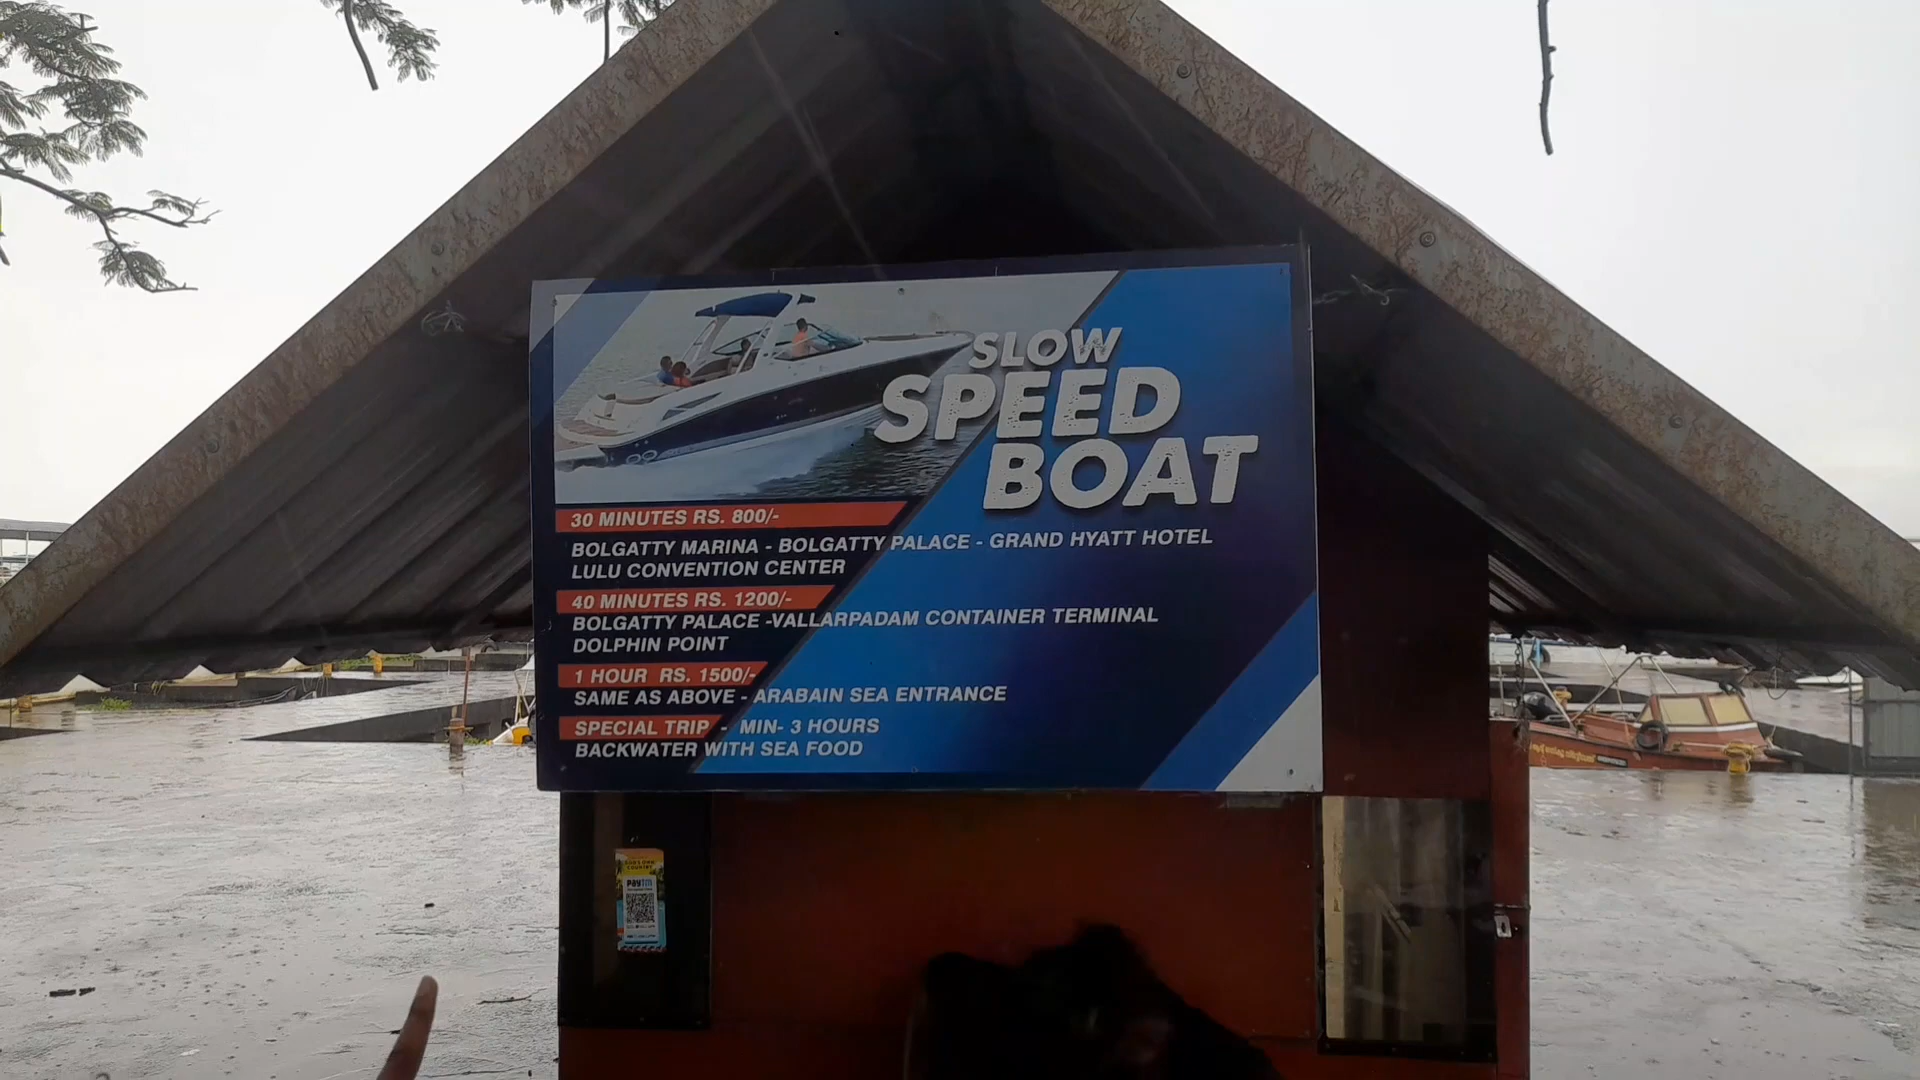 SLOW
SPEED
BOAT
30 MINUTES RS. 800/-
BOLGATTY MARINA - BOLGATTY PALACE - GRAND HYATT HOTEL
LULU CONVENTION CENTER
40 MINUTES RS. 1200/-
BOLGATTY PALACE -VALLARPADAM CONTAINER TERMINAL
DOLPHIN POINT
1 HOUR RS. 1500/-
SAME AS ABOVE - ARABAIN SEA ENTRANCE
SPECIAL TRIP - MIN- 3 HOURS
BACKWATER WITH SEA FOOD
Paytm